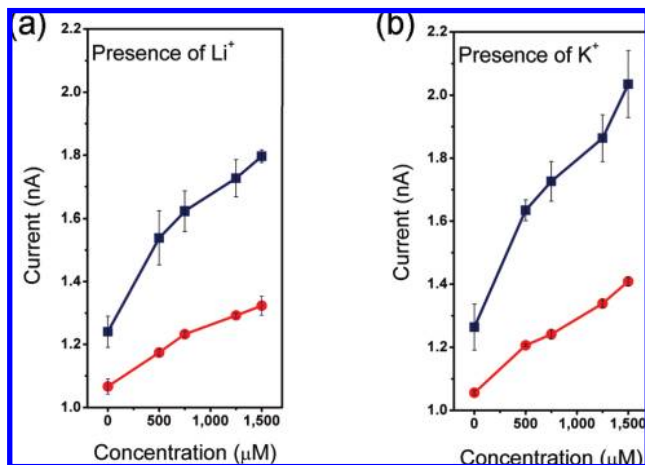 (a)
Presence of Li⁺
Current (nA)
2.2
2.0
1.8
1.6
1.4
1.2
1.0
0 500 1,000 1,500
Concentration (μM)
(b)
Presence of K⁺
Current (nA)
2.2
2.0
1.8
1.6
1.4
1.2
1.0
0 500 1,000 1,500
Concentration (μM)